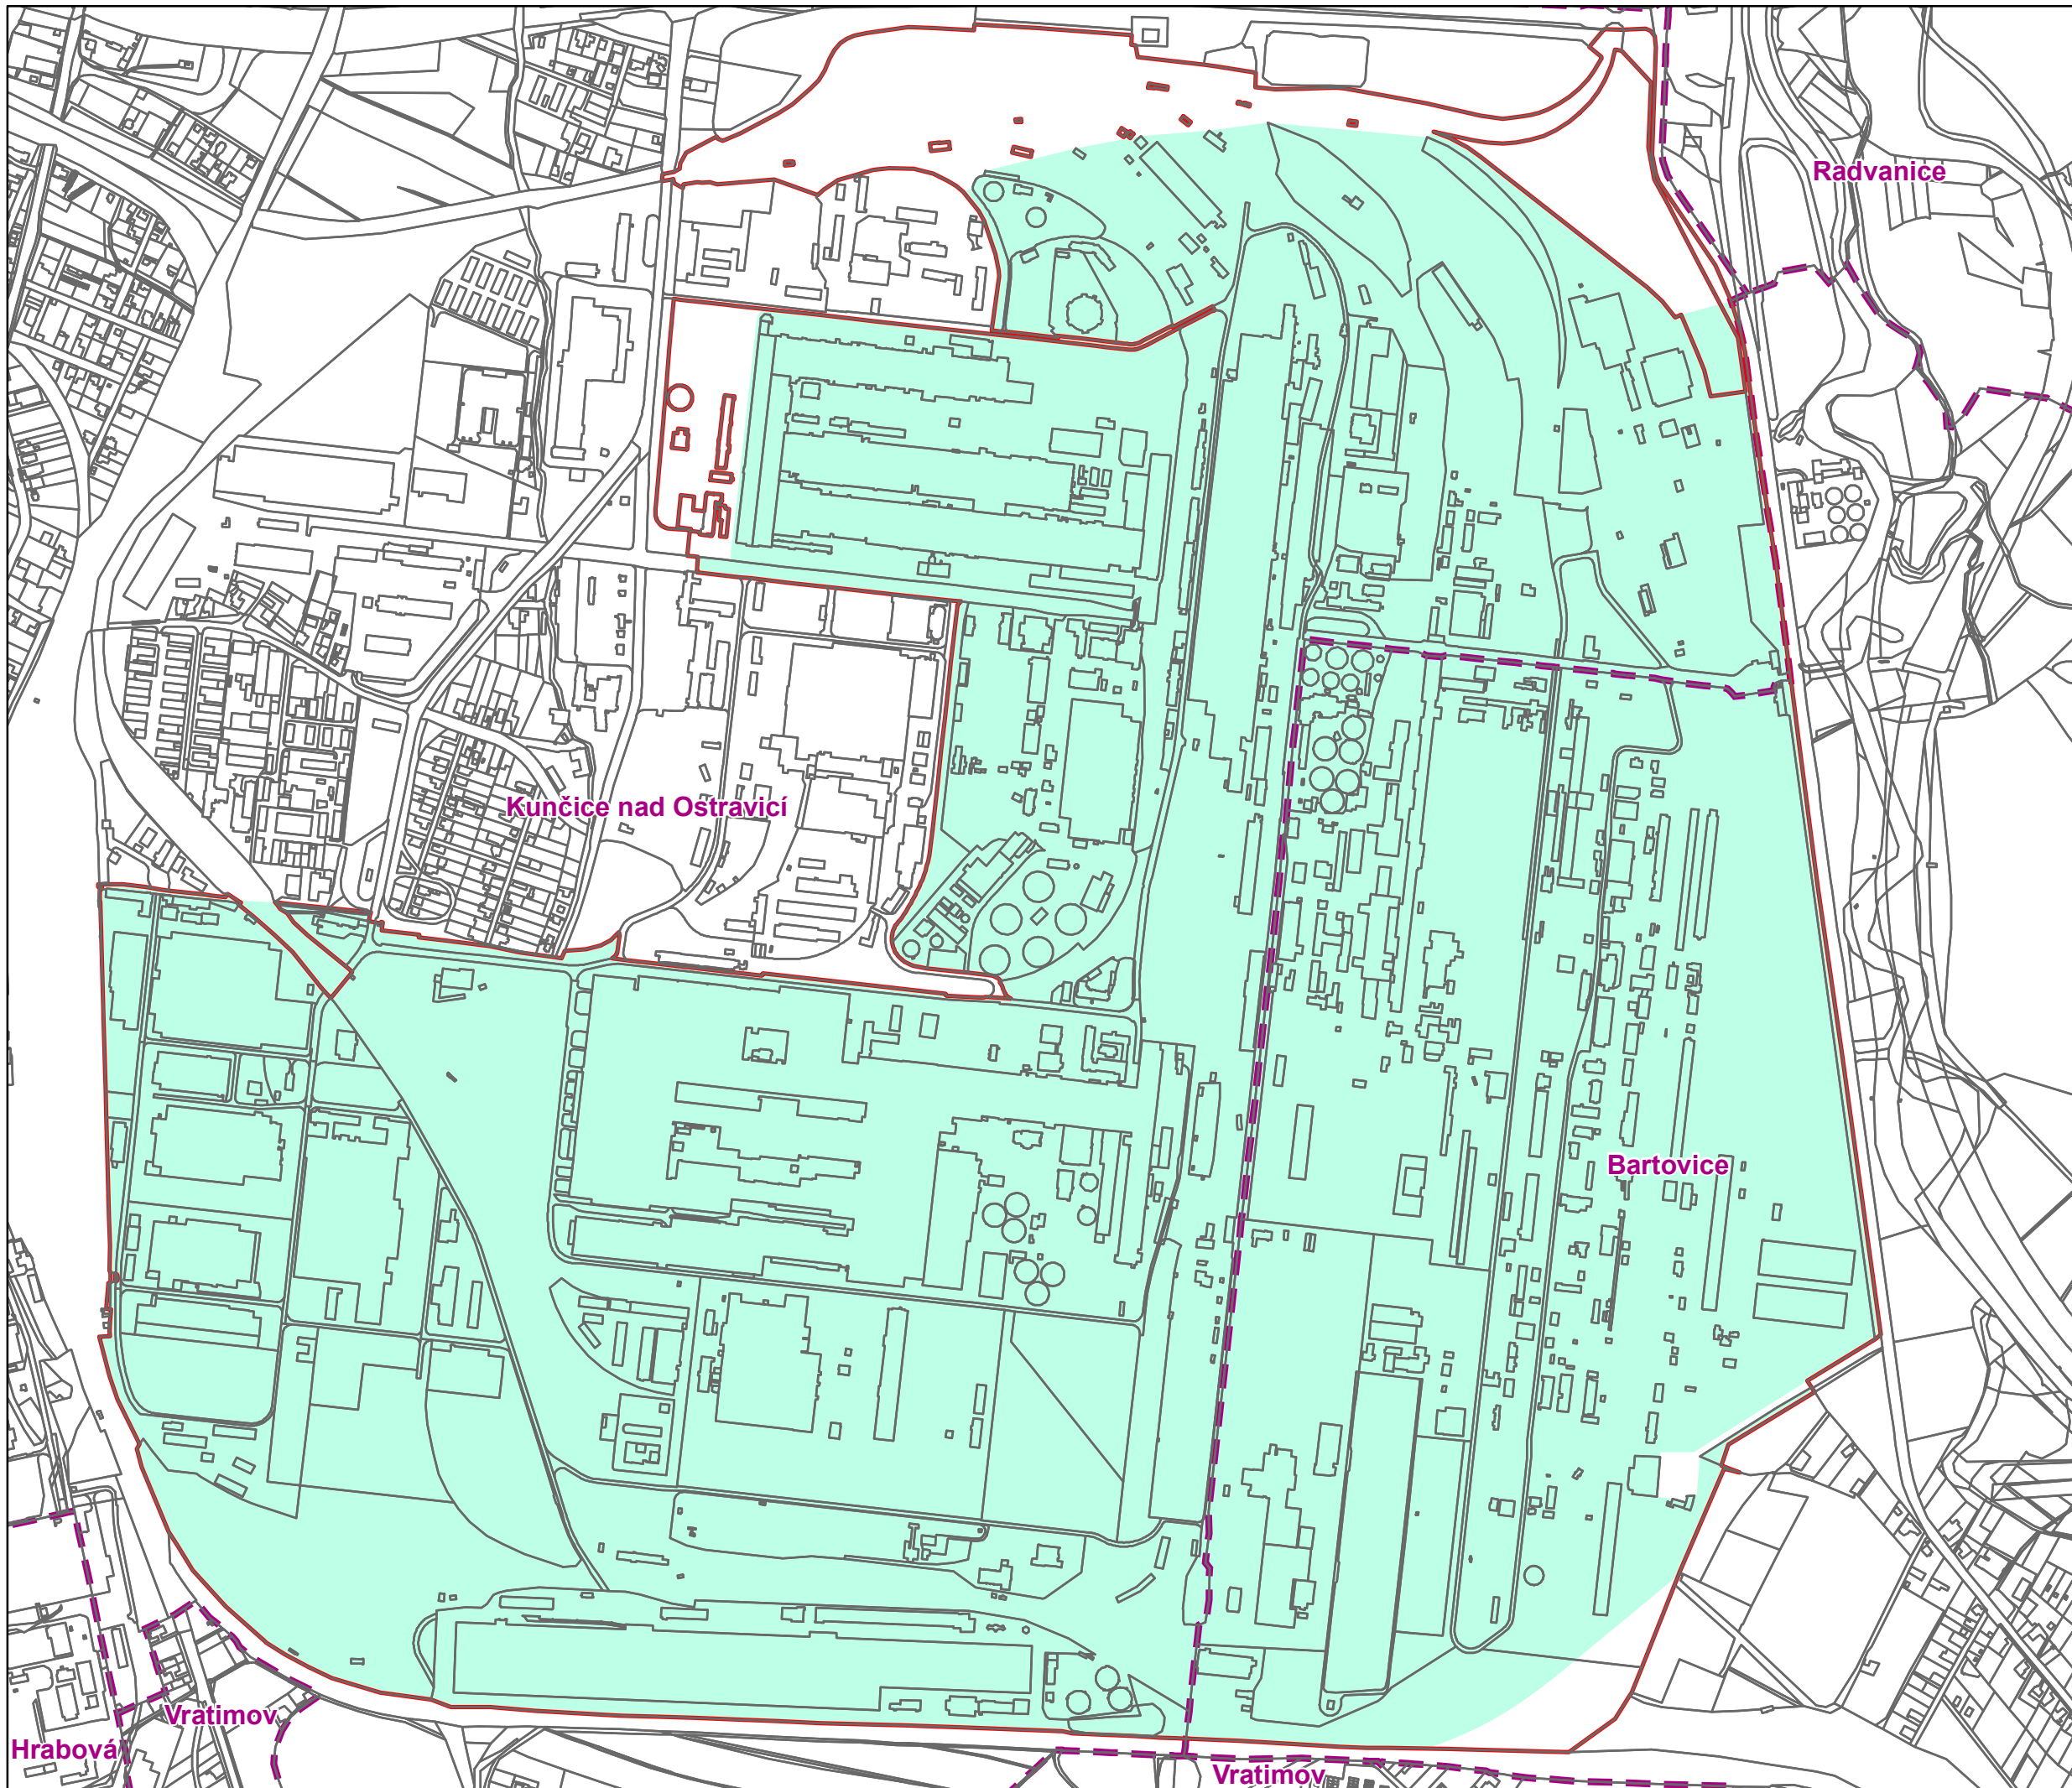 Radvanice
Kunčice nad Ostravicí
Bartovice
Vratimov
Hrabová
Vratimov